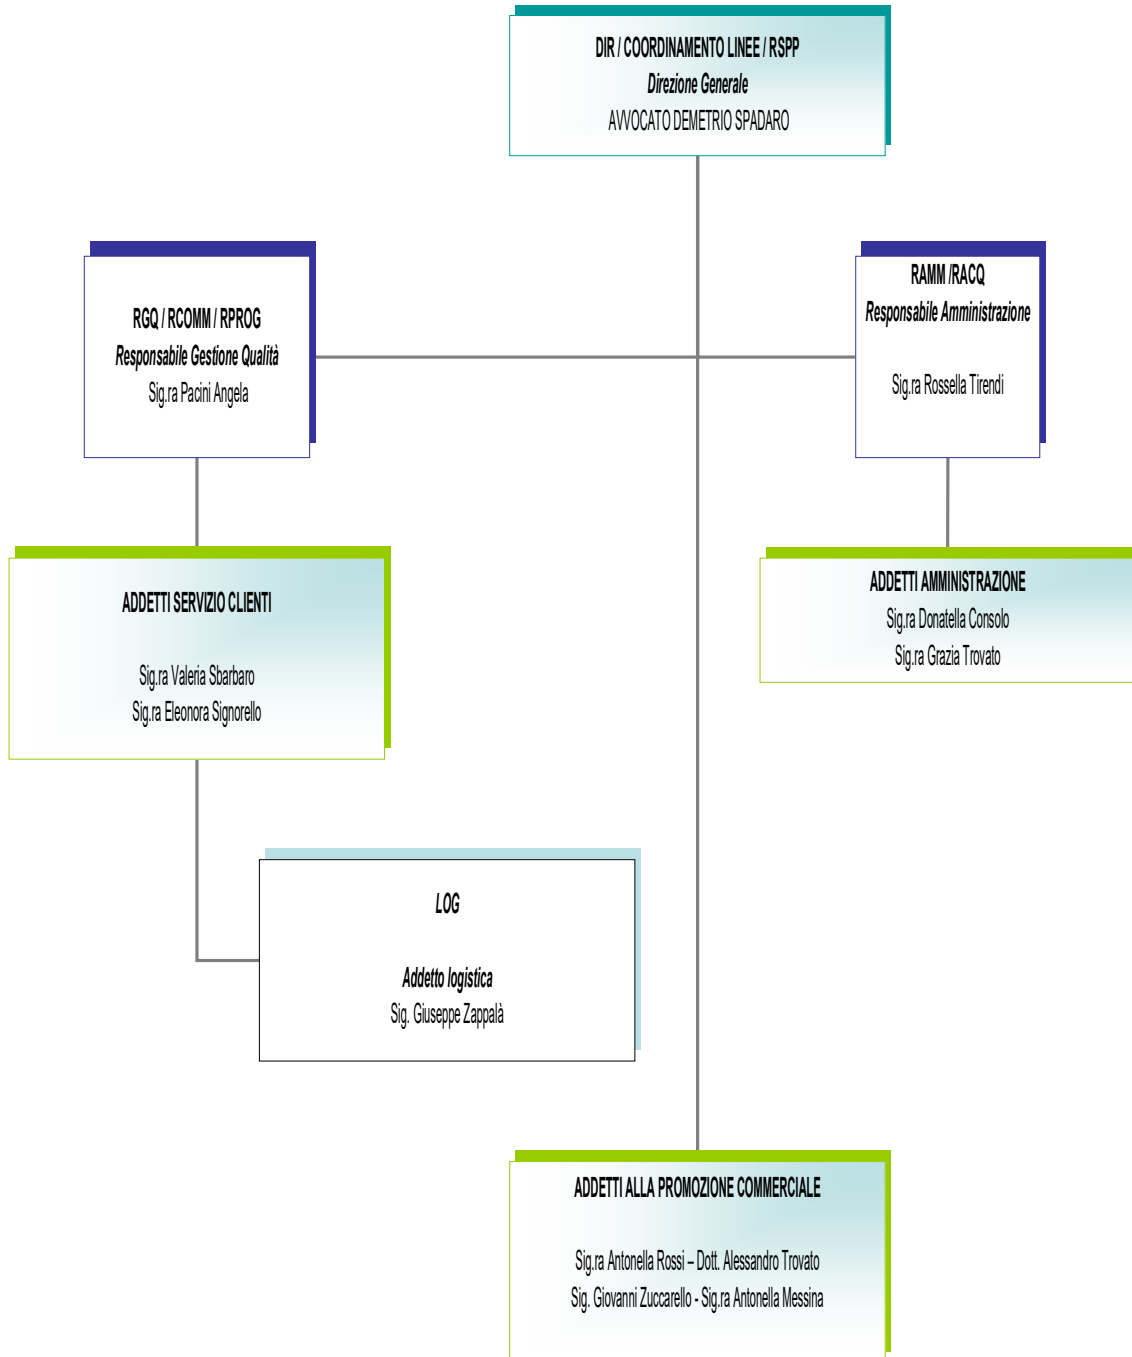 DIR / COORDINAMENTO LINEE / RSPP
Direzione Generale
AVVOCATO DEMETRIO SPADARO
RGQ / RCOMM / RPROG
Responsabile Gestione Qualità
Sig.ra Pacini Angela
RAMM /RACQ
Responsabile Amministrazione
Sig.ra Rossella Tirendi
ADDETTI SERVIZIO CLIENTI
Sig.ra Valeria Sbarbaro
Sig.ra Eleonora Signorello
ADDETTI AMMINISTRAZIONE
Sig.ra Donatella Consolo
Sig.ra Grazia Trovato
LOG
Addetto logistica
Sig. Giuseppe Zappalà
ADDETTI ALLA PROMOZIONE COMMERCIALE
Sig.ra Antonella Rossi – Dott. Alessandro Trovato
Sig. Giovanni Zuccarello - Sig.ra Antonella Messina